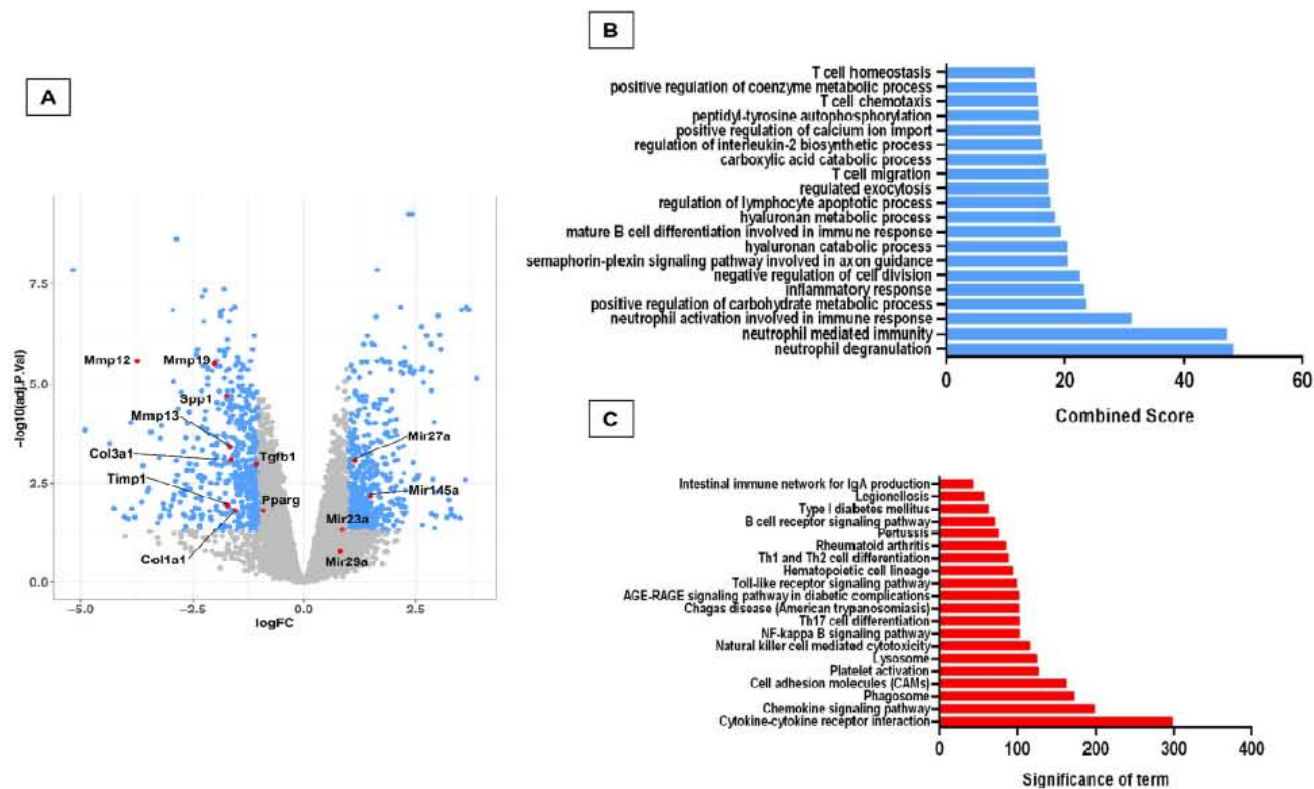 A
7.5
5.0
2.5
0.0
-5.0
-2.5
0.0
2.5
-log10(adj.P.Val)
logFC
Mmp12
Mmp19
Spp1
Mmp13
Col3a1
Tgfb1
Timp1
Pparg
Col1a1
Mir27a
Mir145a
Mir23a
Mir29a
B
T cell homeostasis
positive regulation of coenzyme metabolic process
T cell chemotaxis
peptidyl-tyrosine autophosphorylation
positive regulation of calcium ion import
regulation of interleukin-2 biosynthetic process
carboxylic acid catabolic process
T cell migration
regulated exocytosis
regulation of lymphocyte apoptotic process
hyaluronan metabolic process
mature B cell differentiation involved in immune response
hyaluronan catabolic process
semaphorin-plexin signaling pathway involved in axon guidance
negative regulation of cell division
inflammatory response
positive regulation of carbohydrate metabolic process
neutrophil activation involved in immune response
neutrophil mediated immunity
neutrophil degranulation
0 20 40 60
Combined Score
C
Intestinal immune network for IgA production
Legionellosis
Type I diabetes mellitus
B cell receptor signaling pathway
Pertussis
Rheumatoid arthritis
Th1 and Th2 cell differentiation
Hematopoietic cell lineage
Toll-like receptor signaling pathway
AGE-RAGE signaling pathway in diabetic complications
Chagas disease (American trypanosomiasis)
Th17 cell differentiation
NF-kappa B signaling pathway
Natural killer cell mediated cytotoxicity
Lysosome
Platelet activation
Cell adhesion molecules (CAMs)
Phagosome
Chemokine signaling pathway
Cytokine-cytokine receptor interaction
0 100 200 300 400
Significance of term